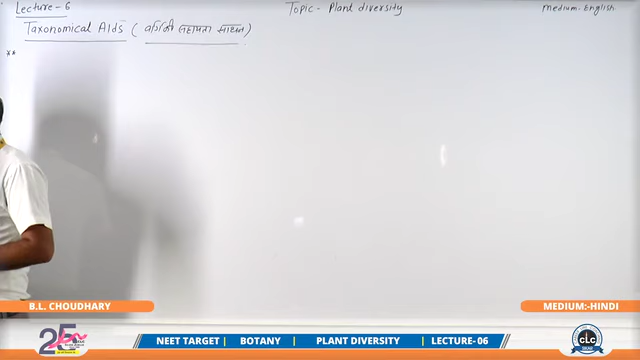 Lecture - 6 Topic - Plant diversity Medium - English
Taxonomical Aids (वर्गिकी सहायता साधन)
**
B.L. CHOUDHARY MEDIUM:-HINDI
25
NEET TARGET | BOTANY | PLANT DIVERSITY | LECTURE- 06
CLC